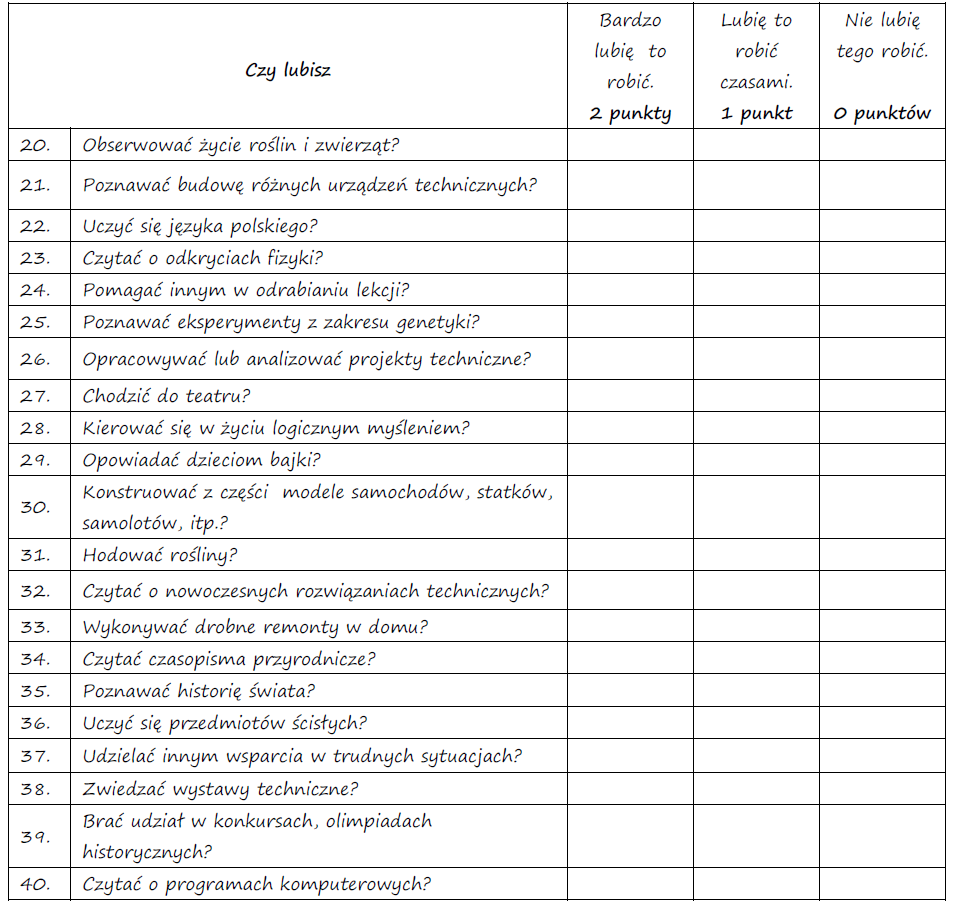 Czy lubisz
Bardzo
lubię to
robić.
2 punkty
Lubię to
robić
czasami.
1 punkt
Nie lubię
tego robić.
0 punktów
20. Obserwować życie roślin i zwierząt?
21. Poznawać budowę różnych urządzeń technicznych?
22. Uczyć się języka polskiego?
23. Czytać o odkryciach fizyki?
24. Pomagać innym w odrabianiu lekcji?
25. Poznawać eksperymenty z zakresu genetyki?
26. Opracowywać lub analizować projekty techniczne?
27. Chodzić do teatru?
28. Kierować się w życiu logicznym myśleniem?
29. Opowiadać dzieciom bajki?
30. Konstruować z części modele samochodów, statków,
samolotów, itp.?
31. Hodować rośliny?
32. Czytać o nowoczesnych rozwiązaniach technicznych?
33. Wykonywać drobne remonty w domu?
34. Czytać czasopisma przyrodnicze?
35. Poznawać historię świata?
36. Uczyć się przedmiotów ścisłych?
37. Udzielać innym wsparcia w trudnych sytuacjach?
38. Zwiedzać wystawy techniczne?
39. Brać udział w konkursach, olimpiadach
historycznych?
40. Czytać o programach komputerowych?